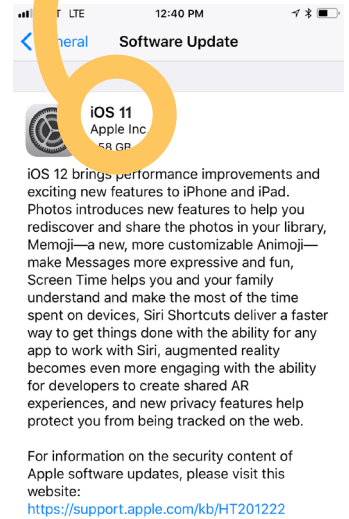 LTE 12:40 PM
Software Update
iOS 11
Apple Inc
58 GB
iOS 12 brings performance improvements and
exciting new features to iPhone and iPad.
Photos introduces new features to help you
rediscover and share the photos in your library,
Memoji—a new, more customizable Animoji—
make Messages more expressive and fun,
Screen Time helps you and your family
understand and make the most of the time
spent on devices, Siri Shortcuts deliver a faster
way to get things done with the ability for any
app to work with Siri, augmented reality
becomes even more engaging with the ability
for developers to create shared AR
experiences, and new privacy features help
protect you from being tracked on the web.
For information on the security content of
Apple software updates, please visit this
website:
https://support.apple.com/kb/HT201222